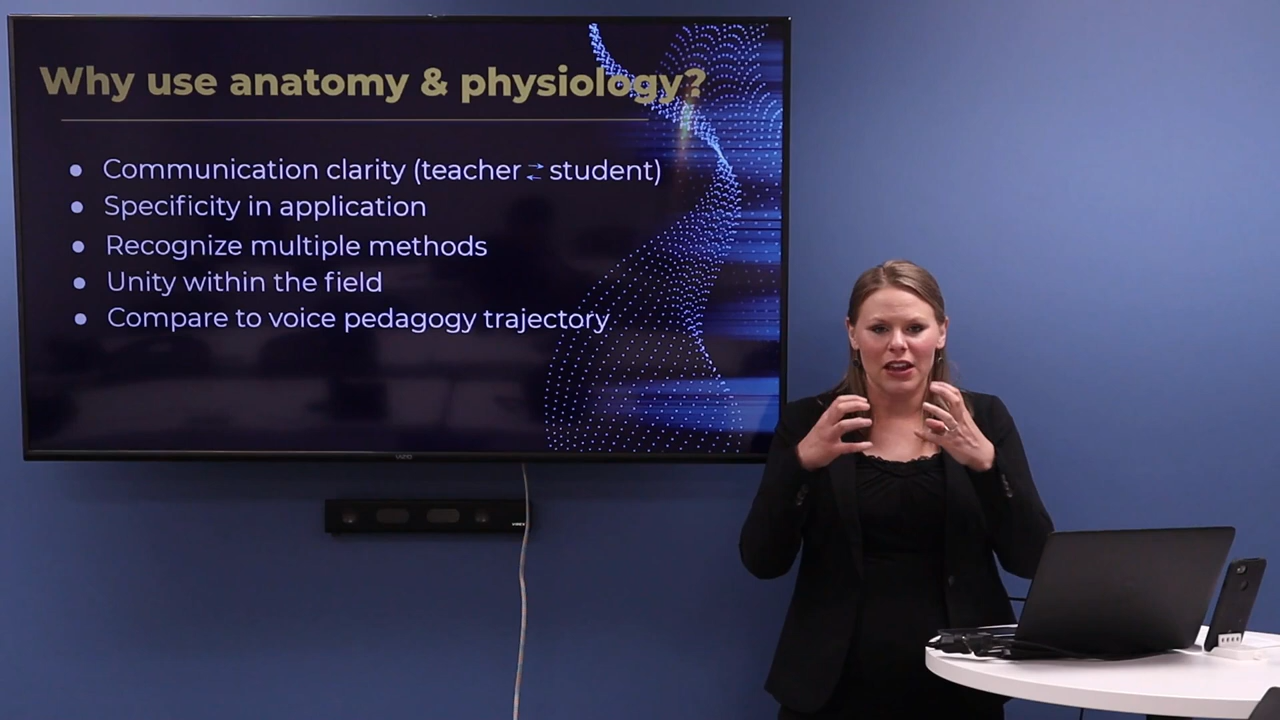 Why use anatomy & physiology?
● Communication clarity (teacher ⇄ student)
● Specificity in application
● Recognize multiple methods
● Unity within the field
● Compare to voice pedagogy trajectory
VIZIO